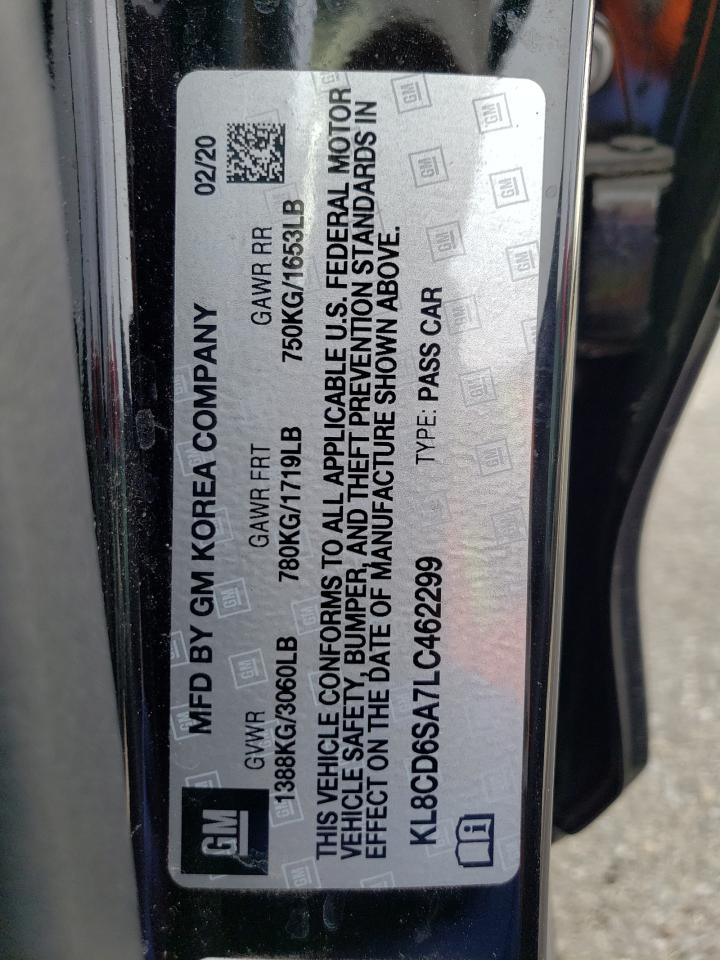 GM
MFD BY GM KOREA COMPANY 02/20
GVWR GAWR FRT GAWR RR
1388KG/3060LB 780KG/1719LB 750KG/1653LB
THIS VEHICLE CONFORMS TO ALL APPLICABLE U.S. FEDERAL MOTOR
VEHICLE SAFETY, BUMPER, AND THEFT PREVENTION STANDARDS IN
EFFECT ON THE DATE OF MANUFACTURE SHOWN ABOVE.
KL8CD6SA7LC462299 TYPE: PASS CAR